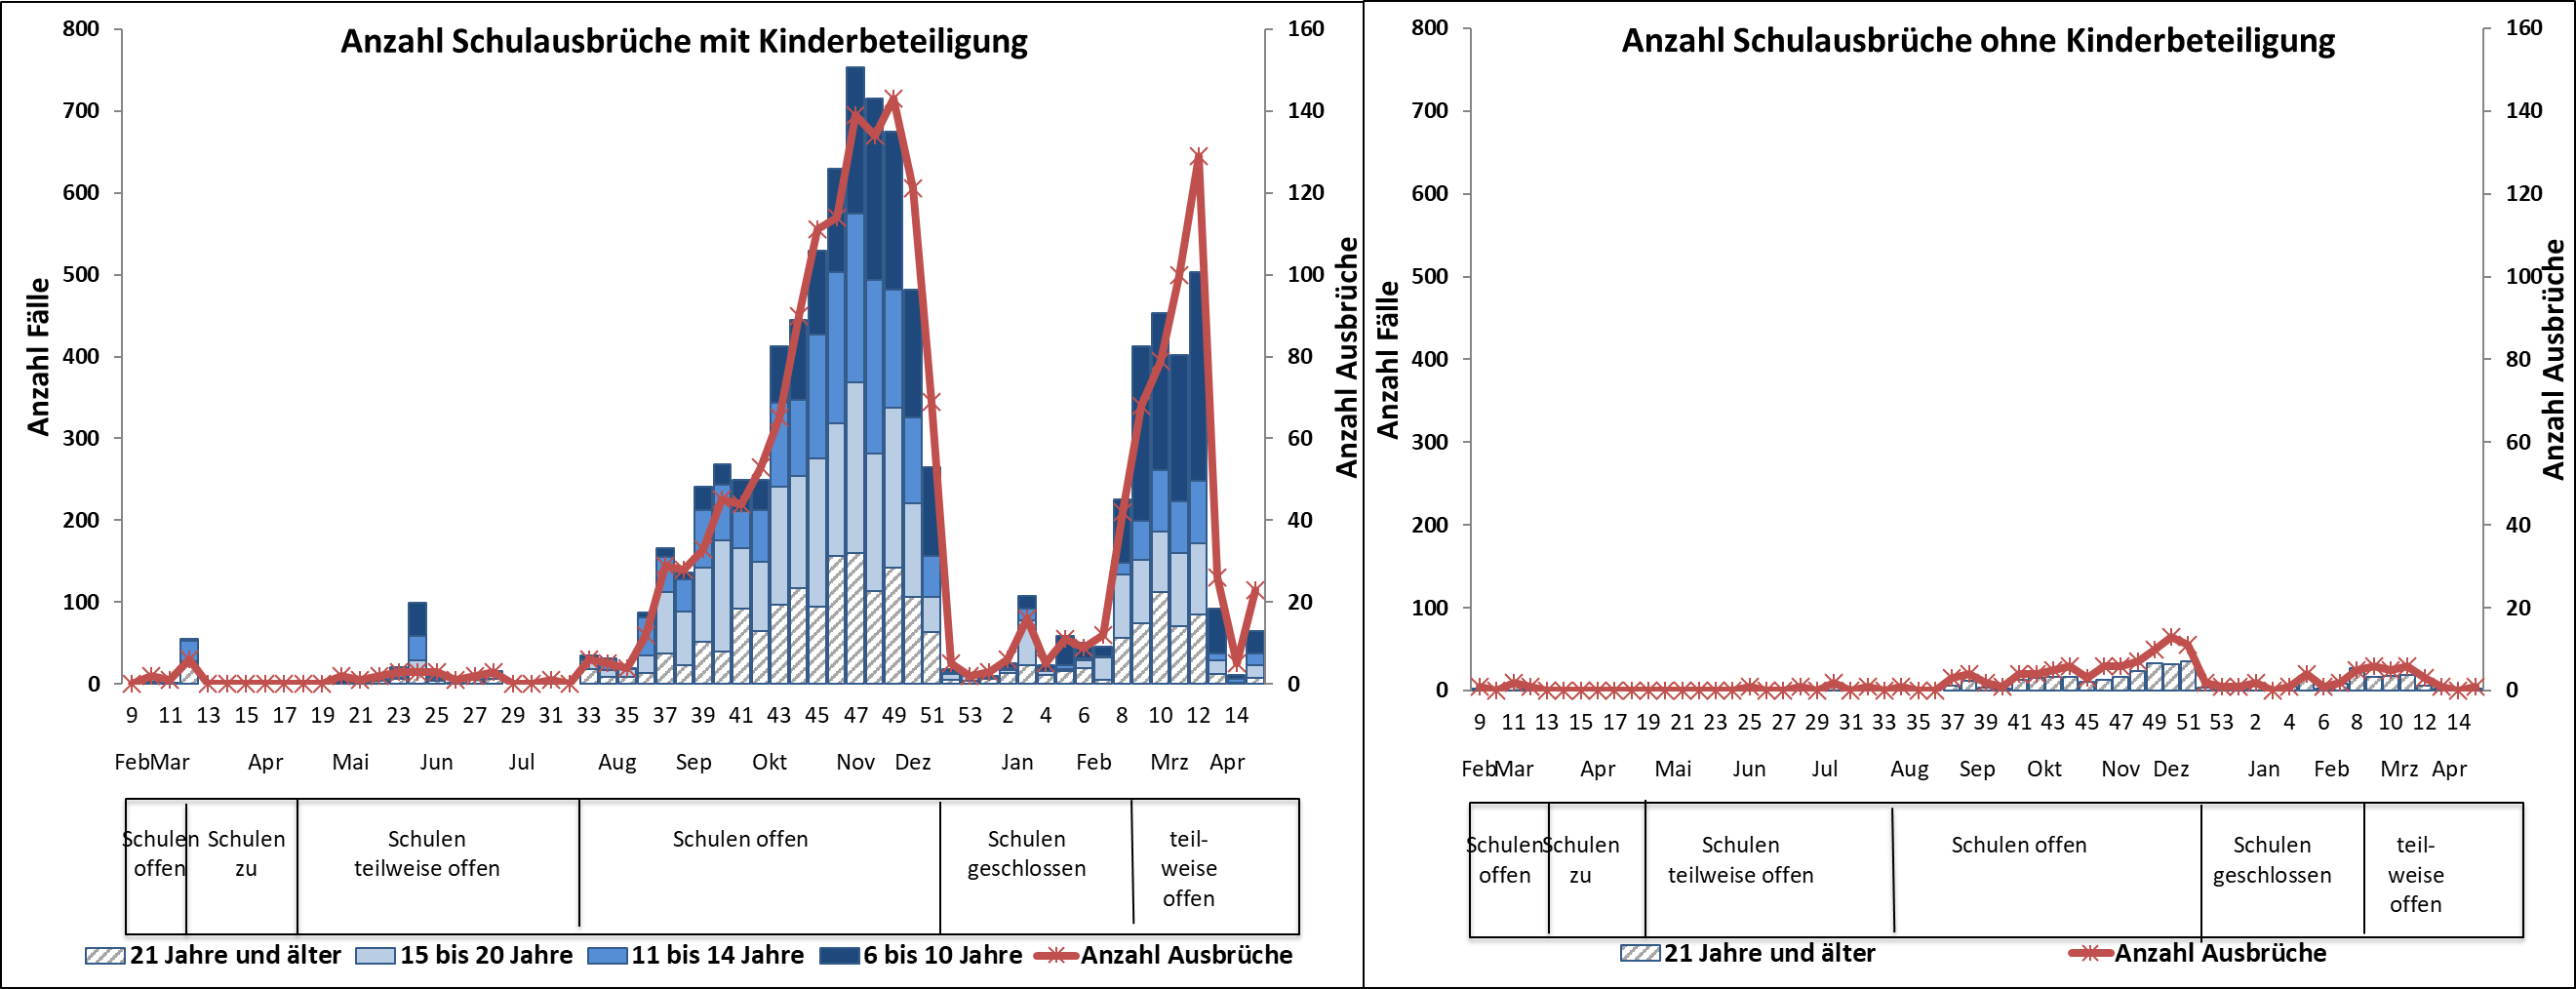 Anzahl Schulausbrüche mit Kinderbeteiligung
Anzahl Fälle
800
700
600
500
400
300
200
100
0
160
140
120
100
80
60
40
20
0
Anzahl Ausbrüche
9 11 13 15 17 19 21 23 25 27 29 31 33 35 37 39 41 43 45 47 49 51 53 2 4 6 8 10 12 14
Feb Mar Apr Mai Jun Jul Aug Sep Okt Nov Dez Jan Feb Mrz Apr
Schulen offen
Schulen zu
Schulen teilweise offen
Schulen offen
Schulen geschlossen
teil-
weise
offen
21 Jahre und älter 15 bis 20 Jahre 11 bis 14 Jahre 6 bis 10 Jahre Anzahl Ausbrüche
Anzahl Schulausbrüche ohne Kinderbeteiligung
Anzahl Fälle
800
700
600
500
400
300
200
100
0
160
140
120
100
80
60
40
20
0
Anzahl Ausbrüche
9 11 13 15 17 19 21 23 25 27 29 31 33 35 37 39 41 43 45 47 49 51 53 2 4 6 8 10 12 14
Feb Mar Apr Mai Jun Jul Aug Sep Okt Nov Dez Jan Feb Mrz Apr
Schulen offen
Schulen zu
Schulen teilweise offen
Schulen offen
Schulen geschlossen
teil-
weise
offen
21 Jahre und älter Anzahl Ausbrüche